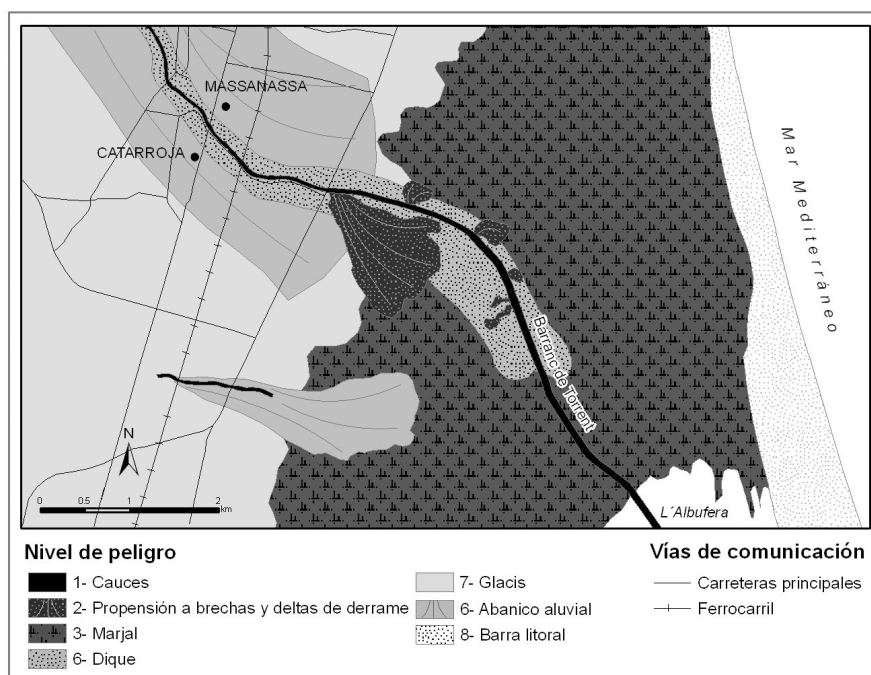 MASSANASSA
CATARROJA
Mar Mediterráneo
Barranc de Torrent
N
0 0.5 1 2
km
L´Albufera
Nivel de peligro
1- Cauces
2- Propensión a brechas y deltas de derrame
3- Marjal
6- Dique
7- Glacis
6- Abanico aluvial
8- Barra litoral
Vías de comunicación
Carreteras principales
Ferrocarril